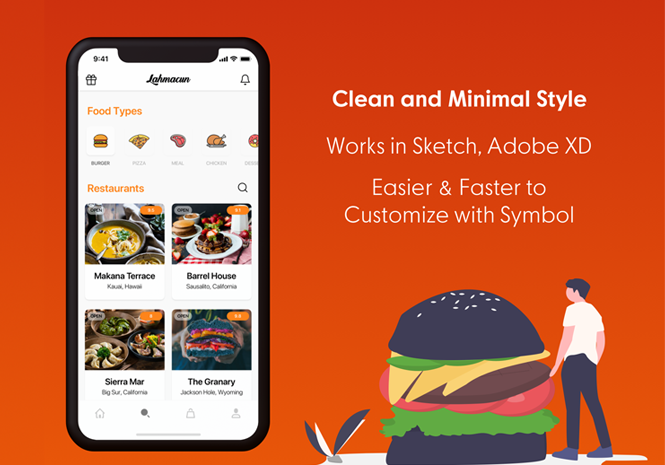 9:41
Lahmacun
Food Types
BURGER
PIZZA
MEAL
CHICKEN
Restaurants
OPEN
OPEN
Makana Terrace
Kauai, Hawaii
Barrel House
Sausalito, California
OPEN
OPEN
Sierra Mar
Big Sur, California
The Granary
Jackson Hole, Wyoming
Clean and Minimal Style
Works in Sketch, Adobe XD
Easier & Faster to
Customize with Symbol